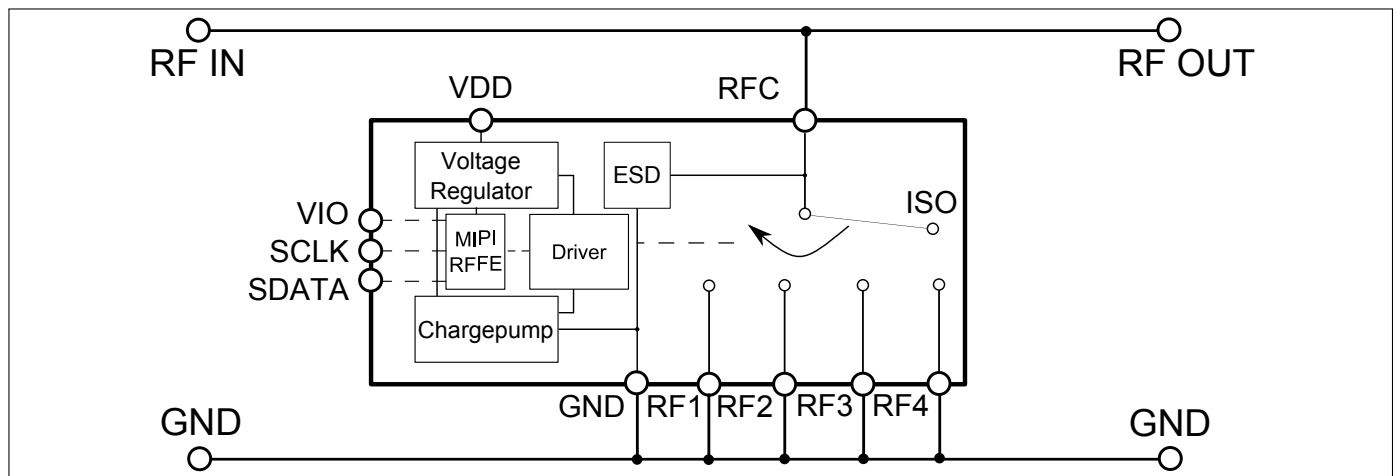 RF IN
RF OUT
VDD
RFC
Voltage
Regulator
ESD
ISO
VIO
SCLK
SDATA
MIPI
RFFE
Driver
Chargepump
GND
RF1
RF2
RF3
RF4
GND
GND